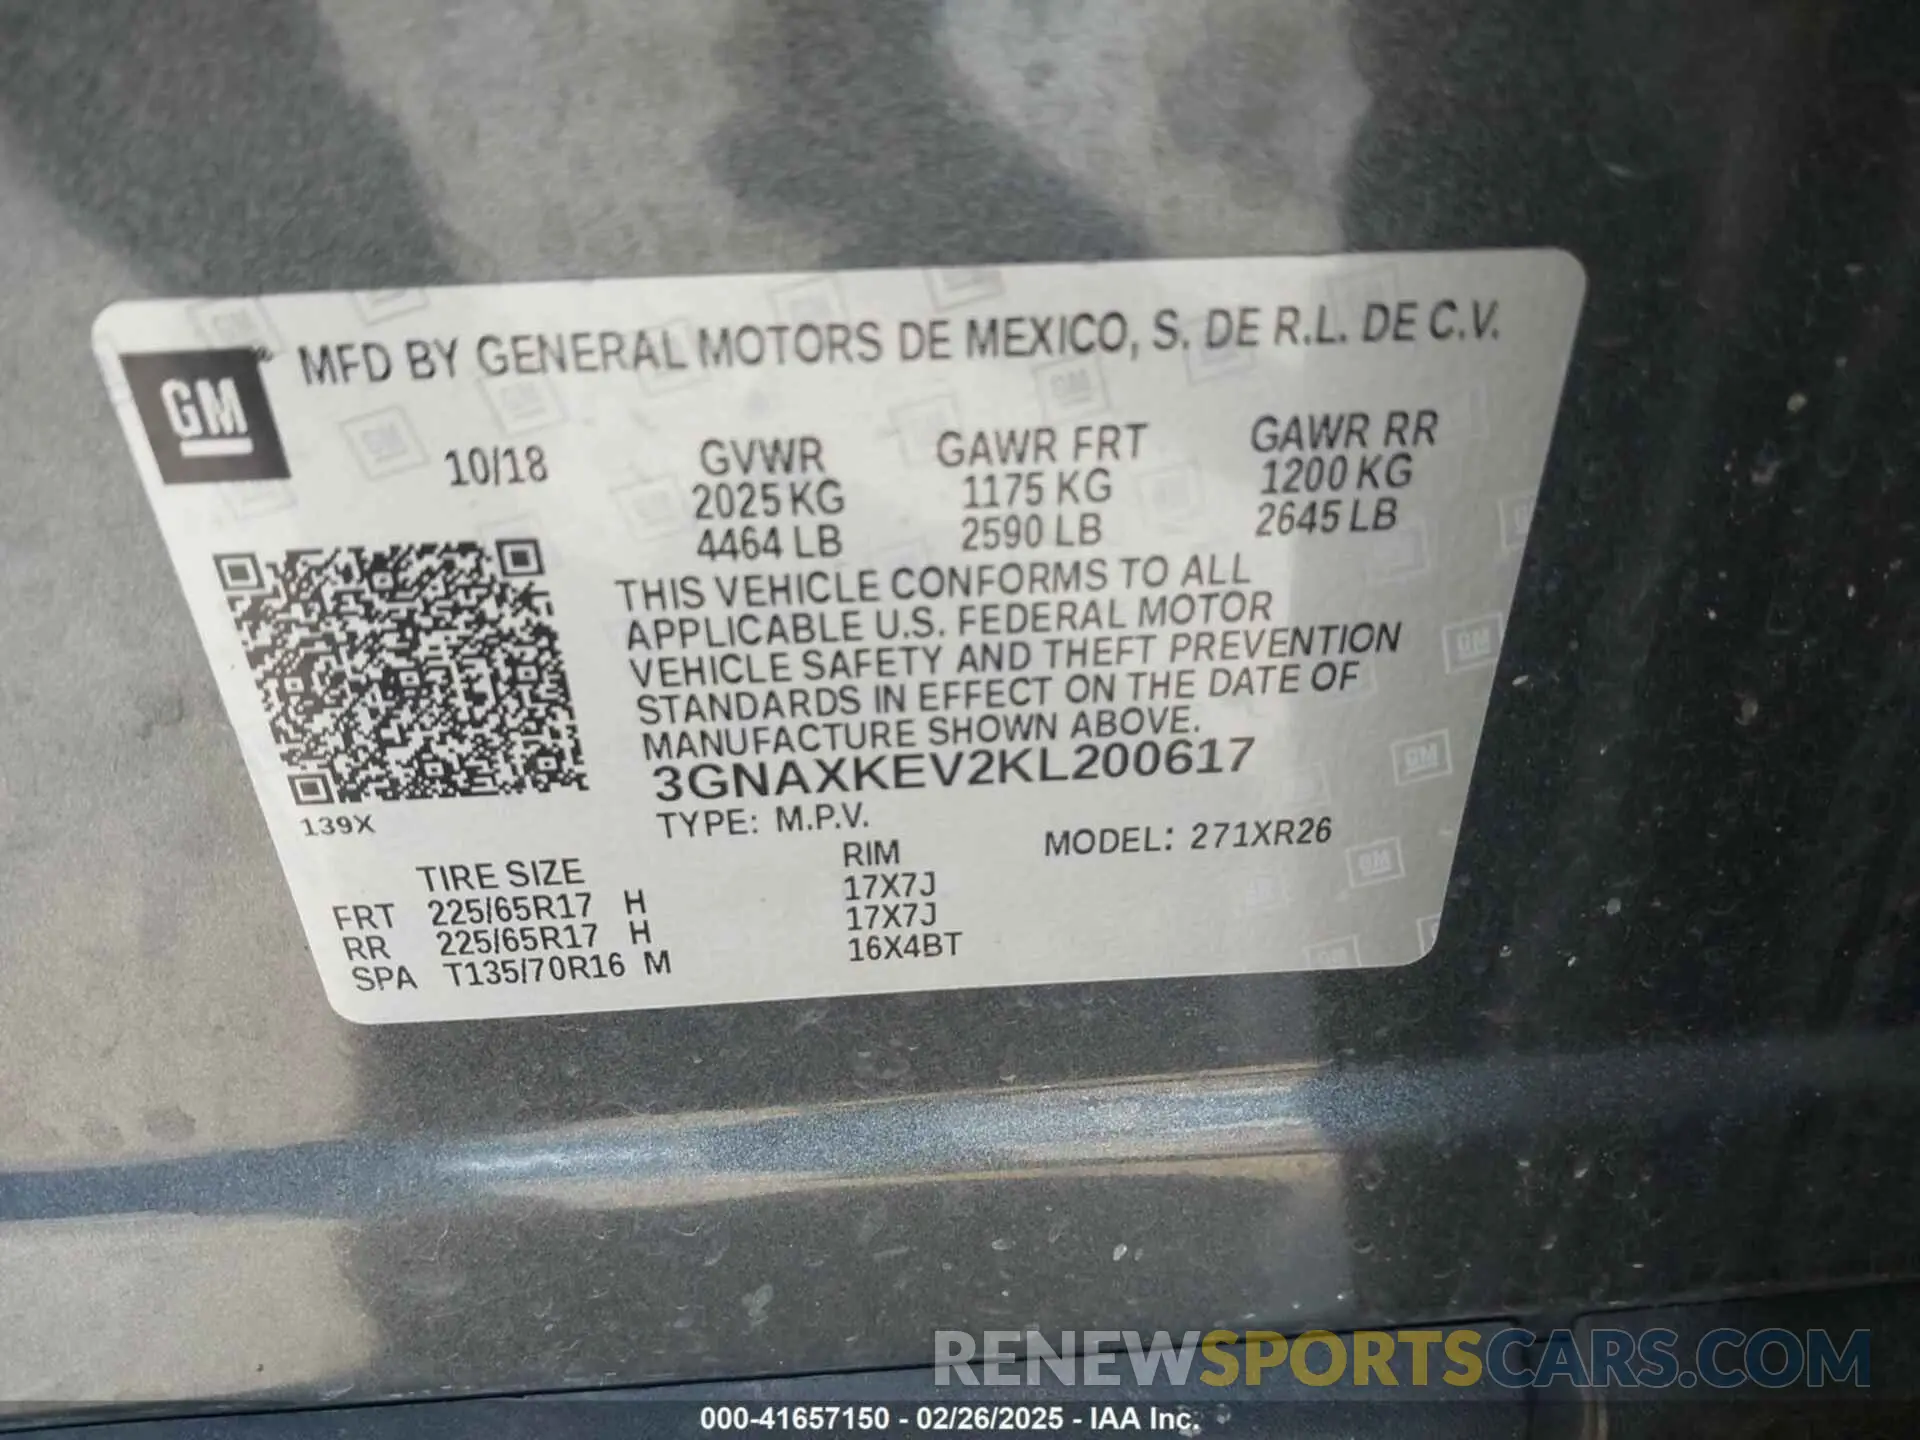 GM MFD BY GENERAL MOTORS DE MEXICO, S. DE R.L. DE C.V.
10/18 GVWR GAWR FRT GAWR RR
2025 KG 1175 KG 1200 KG
4464 LB 2590 LB 2645 LB
THIS VEHICLE CONFORMS TO ALL
APPLICABLE U.S. FEDERAL MOTOR
VEHICLE SAFETY AND THEFT PREVENTION
STANDARDS IN EFFECT ON THE DATE OF
MANUFACTURE SHOWN ABOVE.
3GNAXKEV2KL200617
139X
TYPE: M.P.V. MODEL: 271XR26
TIRE SIZE RIM
FRT 225/65R17 H 17X7J
RR 225/65R17 H 17X7J
SPA T135/70R16 M 16X4BT
RENEWSPORTSCARS.COM
000-41657150 - 02/26/2025 - IAA Inc.